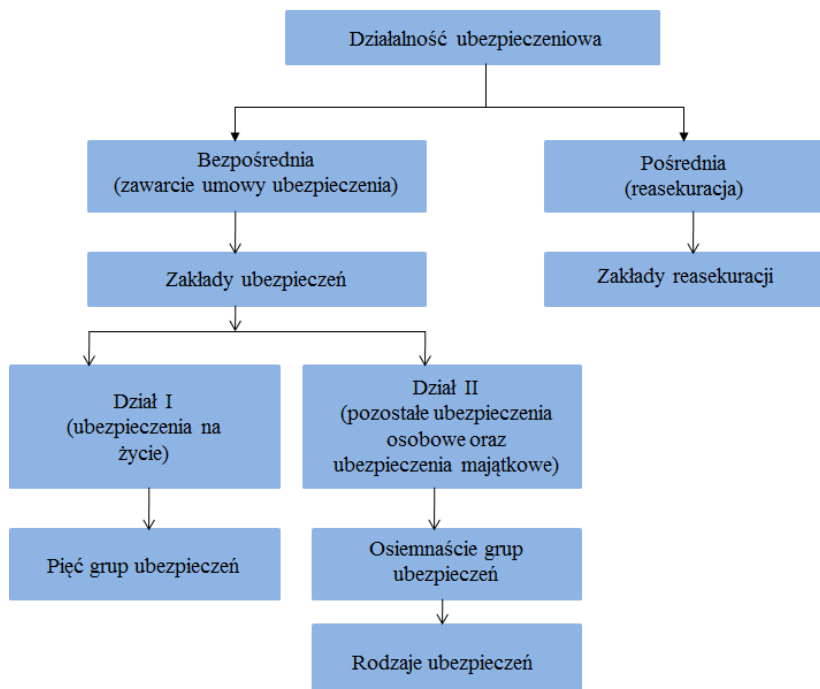 Działalność ubezpieczeniowa
Bezpośrednia
(zawarcie umowy ubezpieczenia)
Pośrednia
(reasekuracja)
Zakłady ubezpieczeń
Zakłady reasekuracji
Dział I
(ubezpieczenia na
życie)
Dział II
(pozostałe ubezpieczenia
osobowe oraz
ubezpieczenia majątkowe)
Pięć grup ubezpieczeń
Osiemnaście grup
ubezpieczeń
Rodzaje ubezpieczeń